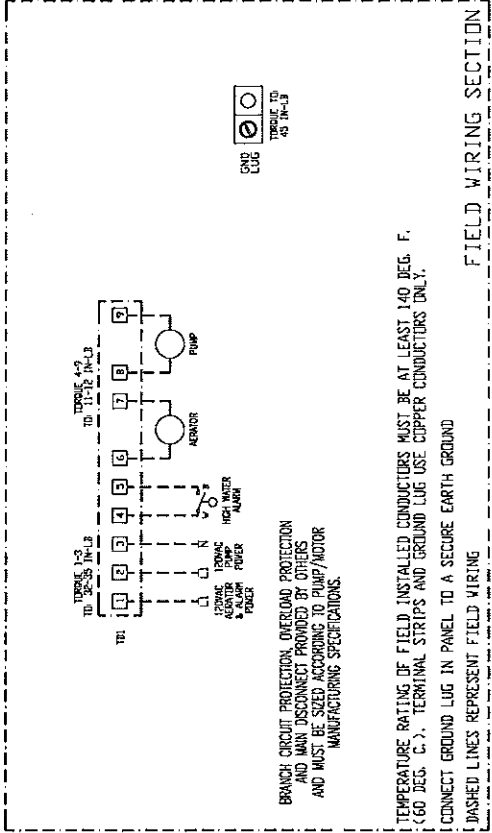 TORQUE 1-3
TO: 32-35 IN-LB
TORQUE 4-9
TO: 11-12 IN-LB
TB1
1 2 3 4 5 6 7 8 9
L1
120VAC
AERATOR
& ALARM
POWER
L1 N
120VAC
PUMP
POWER
W B
HIGH WATER
ALARM
AERATOR
PUMP
GND
LUG
TORQUE TO:
45 IN-LB
BRANCH CIRCUIT PROTECTION, OVERLOAD PROTECTION
AND MAIN DISCONNECT PROVIDED BY OTHERS
AND MUST BE SIZED ACCORDING TO PUMP/MOTOR
MANUFACTURING SPECIFICATIONS.
TEMPERATURE RATING OF FIELD INSTALLED CONDUCTORS MUST BE AT LEAST 140 DEG. F.
(60 DEG. C.). TERMINAL STRIPS AND GROUND LUG USE COPPER CONDUCTORS ONLY.
CONNECT GROUND LUG IN PANEL TO A SECURE EARTH GROUND
DASHED LINES REPRESENT FIELD WIRING
FIELD WIRING SECTION